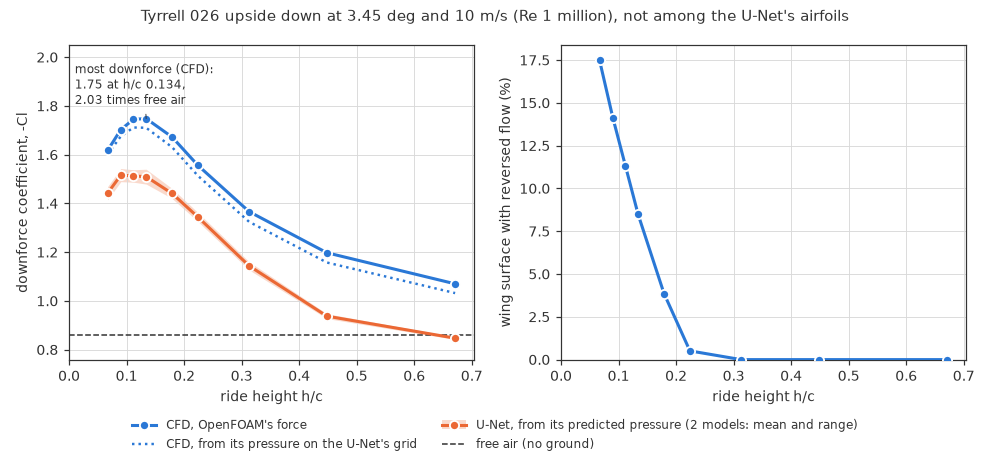 Tyrrell 026 upside down at 3.45 deg and 10 m/s (Re 1 million), not among the U-Net's airfoils
most downforce (CFD):
1.75 at h/c 0.134,
2.03 times free air
downforce coefficient, -Cl
2.0
1.8
1.6
1.4
1.2
1.0
0.8
0.0 0.1 0.2 0.3 0.4 0.5 0.6 0.7
ride height h/c
wing surface with reversed flow (%)
17.5
15.0
12.5
10.0
7.5
5.0
2.5
0.0
0.0 0.1 0.2 0.3 0.4 0.5 0.6 0.7
ride height h/c
CFD, OpenFOAM's force
CFD, from its pressure on the U-Net's grid
U-Net, from its predicted pressure (2 models: mean and range)
free air (no ground)